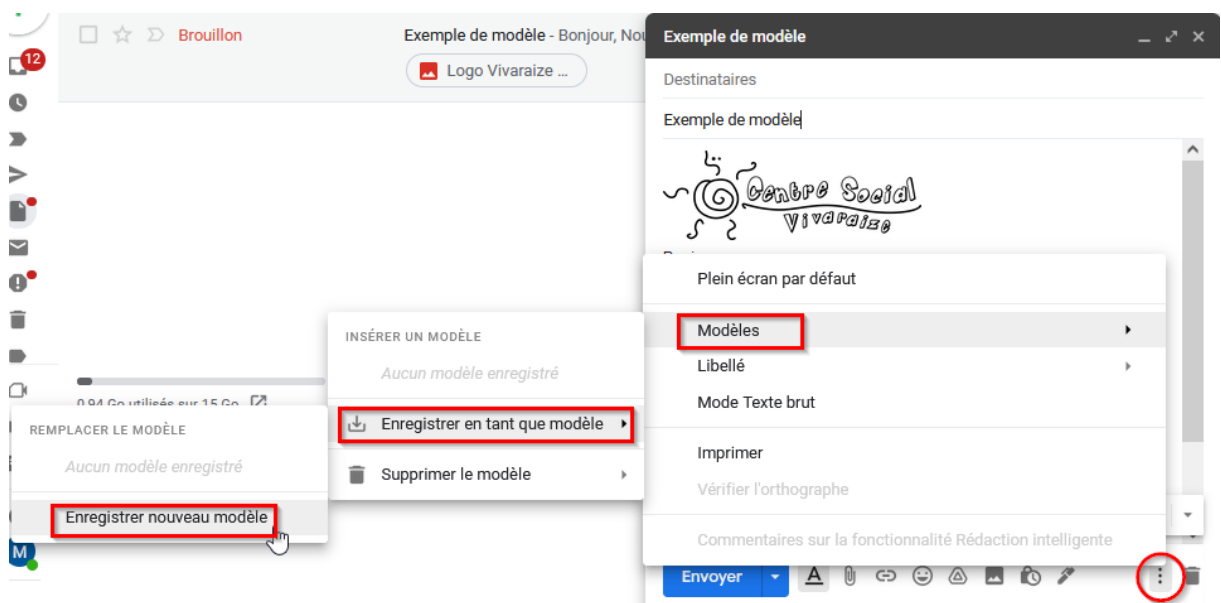 12
Brouillon
Exemple de modèle - Bonjour, Nou
Logo Vivaraize ...
Exemple de modèle
Destinataires
Exemple de modèle
Centre Social
Vivaraize
Plein écran par défaut
Modèles
Libellé
Mode Texte brut
Imprimer
Vérifier l'orthographe
Commentaires sur la fonctionnalité Rédaction intelligente
INSÉRER UN MODÈLE
Aucun modèle enregistré
Enregistrer en tant que modèle
Supprimer le modèle
0,94 Go utilisés sur 15 Go
REMPLACER LE MODÈLE
Aucun modèle enregistré
Enregistrer nouveau modèle
M
Envoyer
A